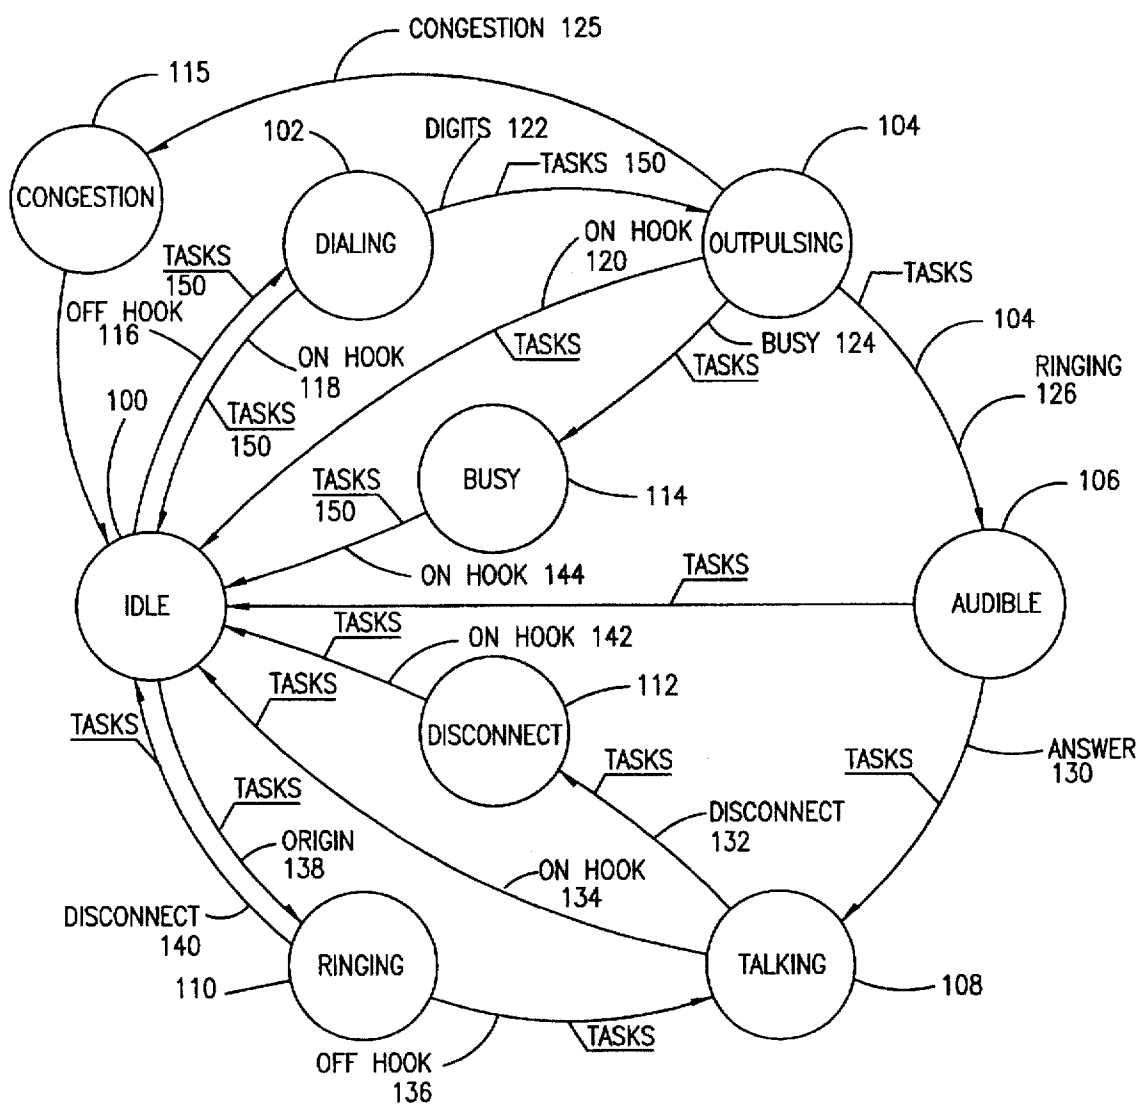 CONGESTION 125
115
102
DIGITS 122
104
TASKS 150
CONGESTION
DIALING
ON HOOK
120
OUTPULSING
TASKS
150
TASKS
OFF HOOK
116
ON HOOK
118
TASKS
BUSY 124
TASKS
104
RINGING
126
100
TASKS
150
BUSY
TASKS
150
114
106
ON HOOK 144
TASKS
IDLE
AUDIBLE
TASKS
ON HOOK 142
TASKS
112
DISCONNECT
TASKS
TASKS
TASKS
ANSWER
130
TASKS
DISCONNECT
132
ORIGIN
138
ON HOOK
134
DISCONNECT
140
RINGING
110
TALKING
108
TASKS
OFF HOOK
136